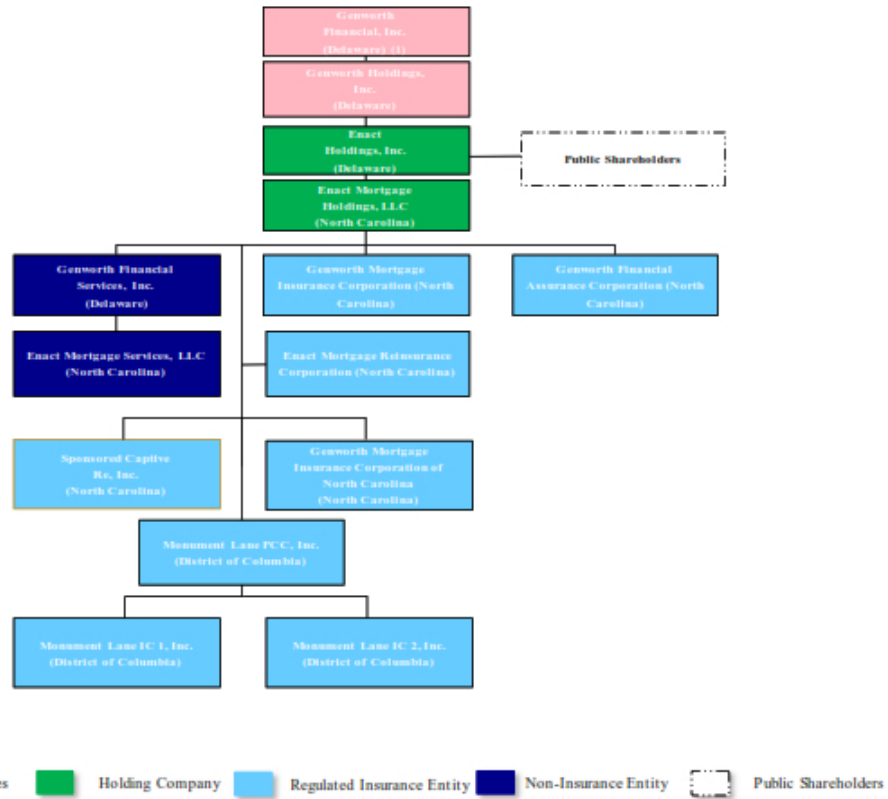 Genworth
Financial, Inc.
(Delaware) (1)
Genworth Holdings,
Inc.
(Delaware)
Enact
Holdings, Inc.
(Delaware)
Public Shareholders
Enact Mortgage
Holdings, LLC
(North Carolina)
Genworth Financial
Services, Inc.
(Delaware)
Genworth Mortgage
Insurance Corporation (North
Carolina)
Genworth Financial
Assurance Corporation (North
Carolina)
Enact Mortgage Services, LLC
(North Carolina)
Enact Mortgage Reinsurance
Corporation (North Carolina)
Sponsored Captive
Re, Inc.
(North Carolina)
Genworth Mortgage
Insurance Corporation of
North Carolina
(North Carolina)
Monument Lane PCC, Inc.
(District of Columbia)
Monument Lane IC 1, Inc.
(District of Columbia)
Monument Lane IC 2, Inc.
(District of Columbia)
es Holding Company Regulated Insurance Entity Non-Insurance Entity Public Shareholders